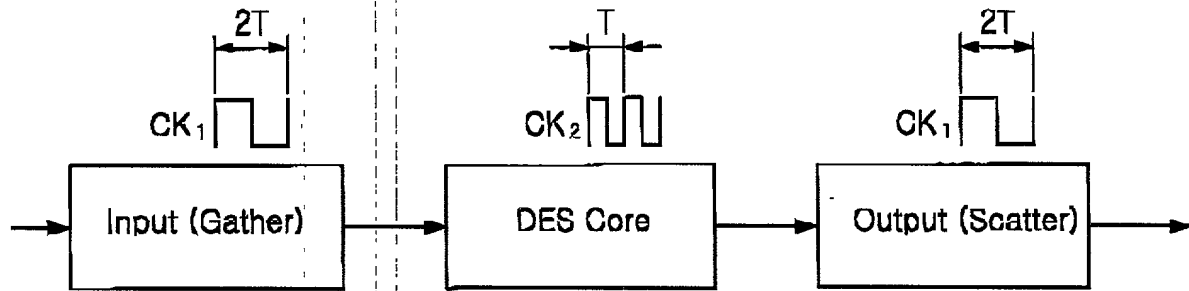 2T
T
2T
CK₁
CK₂
CK₁
Input (Gather)
DES Core
Output (Scatter)